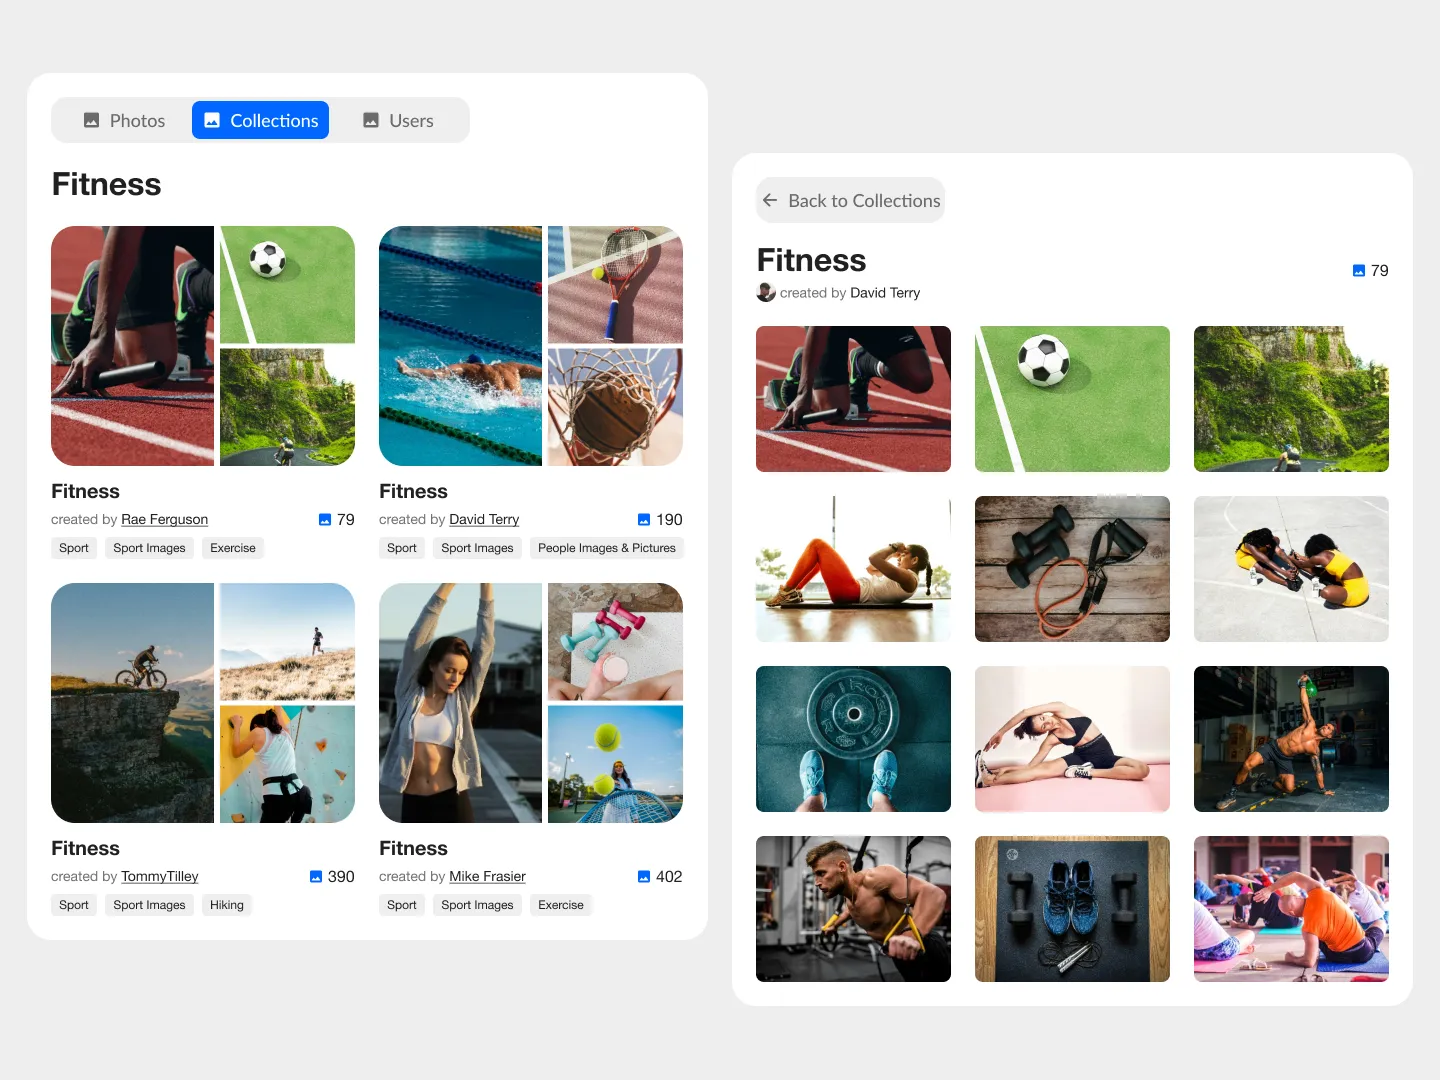 Photos
Collections
Users
Fitness
Fitness
created by Rae Ferguson
79
Sport
Sport Images
Exercise
Fitness
created by David Terry
190
Sport
Sport Images
People Images & Pictures
Fitness
created by TommyTilley
390
Sport
Sport Images
Hiking
Fitness
created by Mike Frasier
402
Sport
Sport Images
Exercise
Back to Collections
Fitness
created by David Terry
79